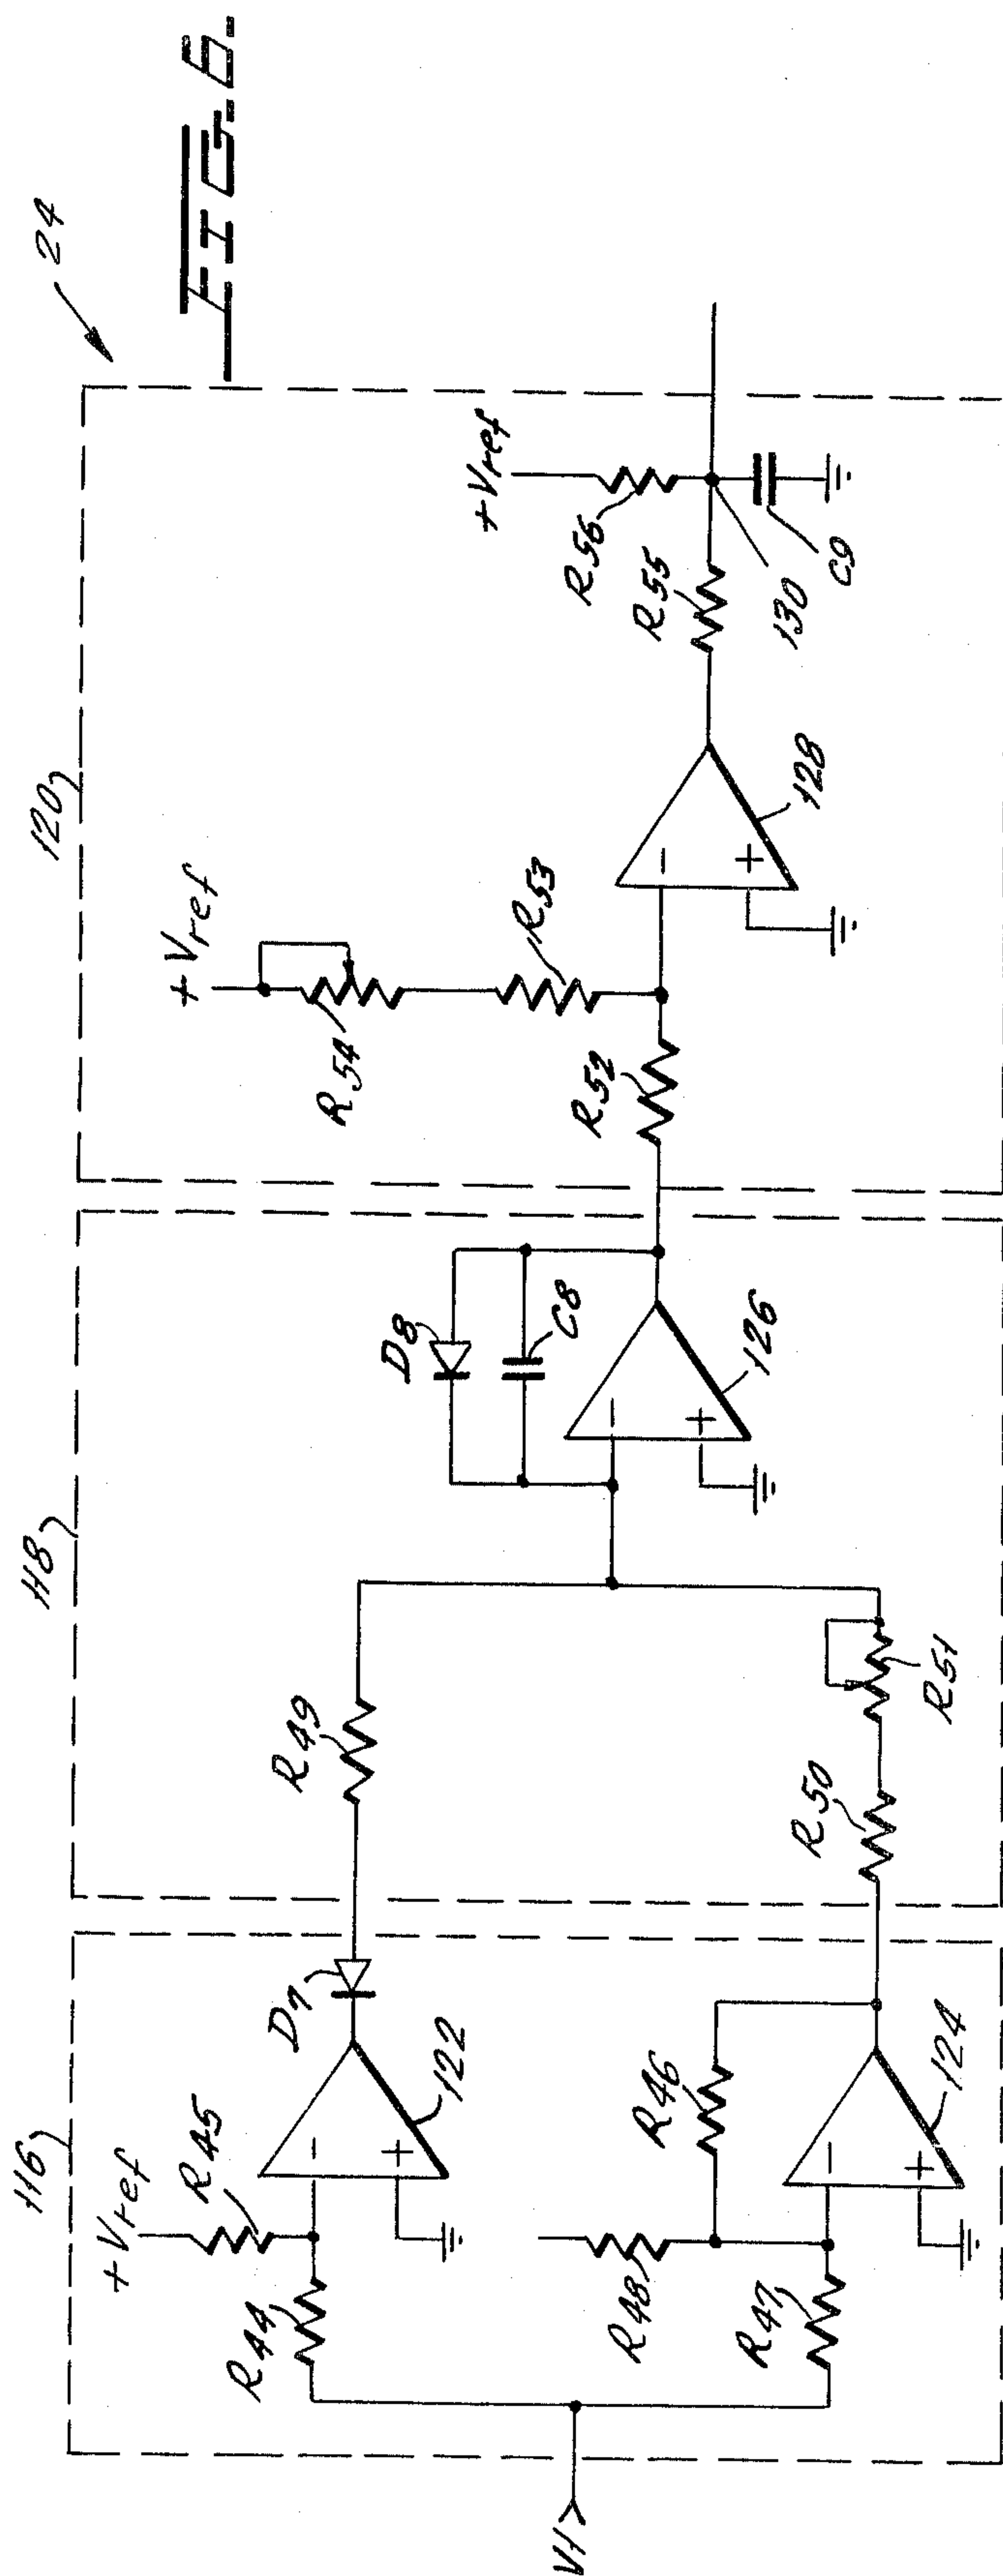 FIG. 6.
24
116
118
120
+Vref
R45
R44
122
D7
R49
V1
R48
R47
R46
124
R50
R51
D8
C8
126
R52
+Vref
R54
R53
128
+Vref
R56
R55
130
C9
-
+
-
+
-
+
-
+